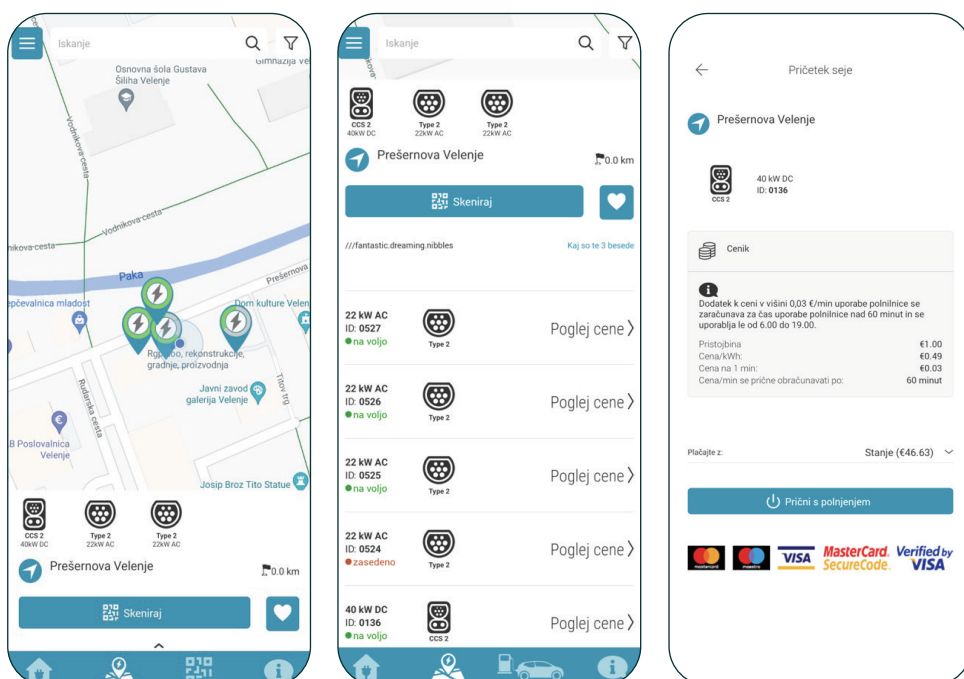 Iskanje
Osnovna šola Gustava
Šiliha Velenje
Gimnazija Ve
Vodnikova cesta
Vodnikova cesta
nikova cesta
Paka
Prešernova
epčevalnica mladost
Dom kulture Velen
rekonstrukcije,
gradnje, proizvodnja
Rudarska cesta
Titov trg
Javni zavod
galerija Velenje
B Poslovalnica
Velenje
Josip Broz Tito Statue
CCS 2
40kW DC
Type 2
22kW AC
Type 2
22kW AC
Prešernova Velenje
0.0 km
Skeniraj
Iskanje
CCS 2
40kW DC
Type 2
22kW AC
Type 2
22kW AC
Prešernova Velenje
0.0 km
Skeniraj
///fantastic.dreaming.nibbles
Kaj so te 3 besede
22 kW AC
ID: 0527
na voljo
Type 2
Poglej cene
22 kW AC
ID: 0526
na voljo
Type 2
Poglej cene
22 kW AC
ID: 0525
na voljo
Type 2
Poglej cene
22 kW AC
ID: 0524
zasedeno
Type 2
Poglej cene
40 kW DC
ID: 0136
na voljo
CCS 2
Poglej cene
Pričetek seje
Prešernova Velenje
CCS 2
40 kW DC
ID: 0136
Cenik
Dodatek k ceni v višini 0,03 €/min uporabe polnilnice se
zaračunava za čas uporabe polnilnice nad 60 minut in se
uporablja le od 6.00 do 19.00.
Pristojbina €1.00
Cena/kWh: €0.49
Cena na 1 min: €0.03
Cena/min se prične obračunavati po: 60 minut
Plačajte z: Stanje (€46.63)
Prični s polnjenjem
mastercard
maestro
VISA
MasterCard.
SecureCode.
Verified by
VISA